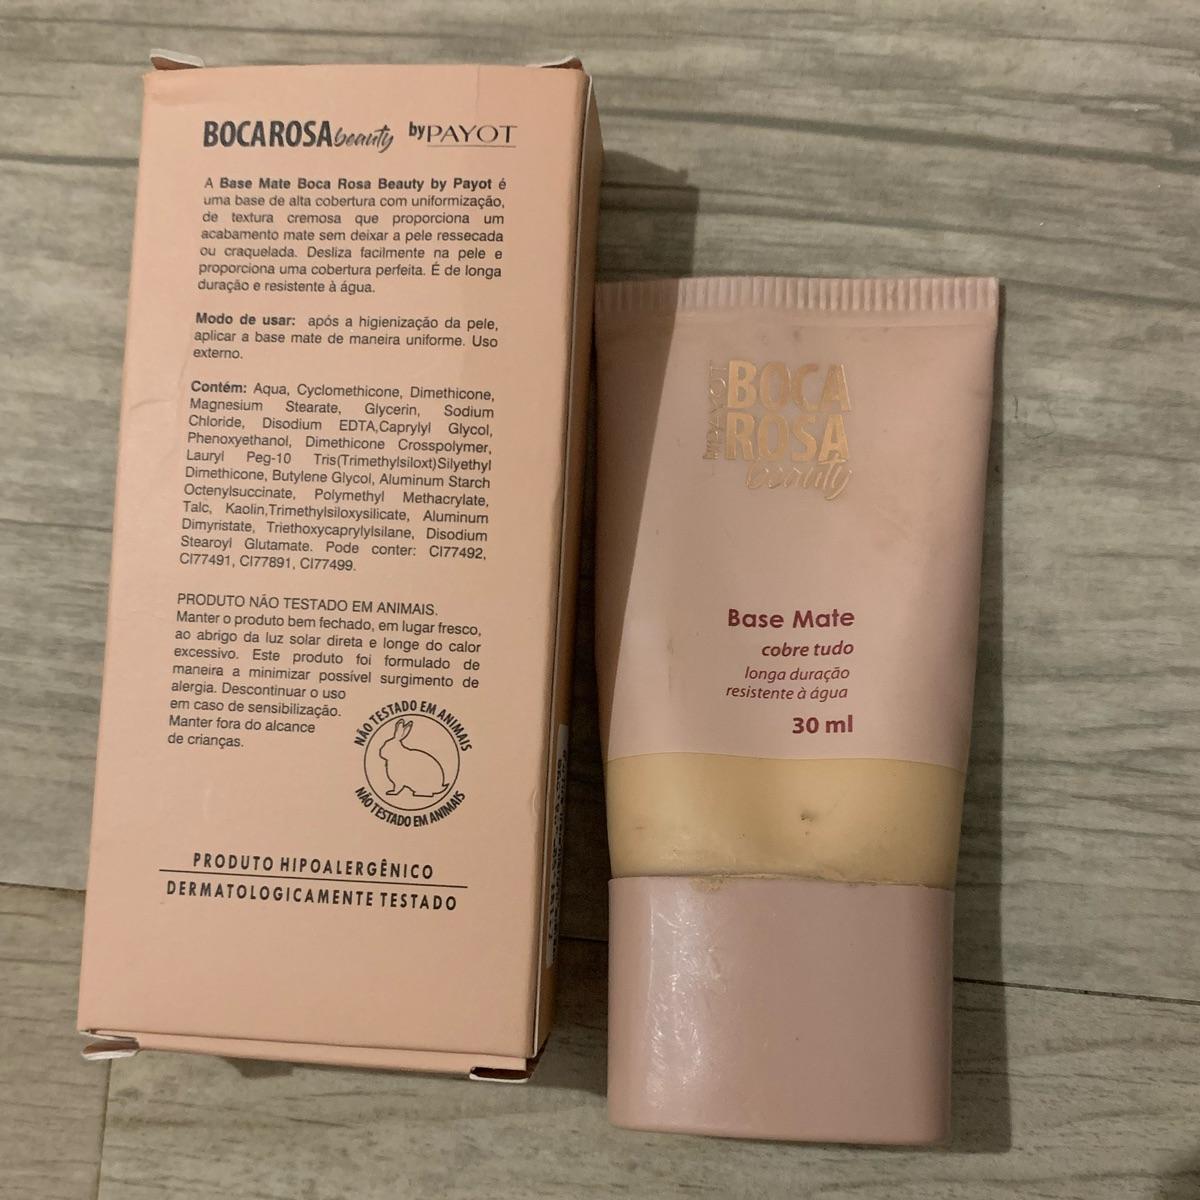 BOCAROSA beauty by PAYOT
A Base Mate Boca Rosa Beauty by Payot é
uma base de alta cobertura com uniformização,
de textura cremosa que proporciona um
acabamento mate sem deixar a pele ressecada
ou craquelada. Desliza facilmente na pele e
proporciona uma cobertura perfeita. É de longa
duração e resistente à água.
Modo de usar: após a higienização da pele,
aplicar a base mate de maneira uniforme. Uso
externo.
Contém: Aqua, Cyclomethicone, Dimethicone,
Magnesium Stearate, Glycerin, Sodium
Chloride, Disodium EDTA,Caprylyl Glycol,
Phenoxyethanol, Dimethicone Crosspolymer,
Lauryl Peg-10 Tris(Trimethylsiloxt)Silyethyl
Dimethicone, Butylene Glycol, Aluminum Starch
Octenylsuccinate, Polymethyl Methacrylate,
Talc, Kaolin,Trimethylsiloxysilicate, Aluminum
Dimyristate, Triethoxycaprylylsilane, Disodium
Stearoyl Glutamate. Pode conter: CI77492,
CI77491, CI77891, CI77499.
PRODUTO NÃO TESTADO EM ANIMAIS.
Manter o produto bem fechado, em lugar fresco,
ao abrigo da luz solar direta e longe do calor
excessivo. Este produto foi formulado de
maneira a minimizar possível surgimento de
alergia. Descontinuar o uso
em caso de sensibilização.
Manter fora do alcance
de crianças.
NÃO TESTADO EM ANIMAIS
NÃO TESTADO EM ANIMAIS
PRODUTO HIPOALERGÊNICO
DERMATOLOGICAMENTE TESTADO
by PAYOT
BOCA
ROSA
beauty
Base Mate
cobre tudo
longa duração
resistente à água
30 ml